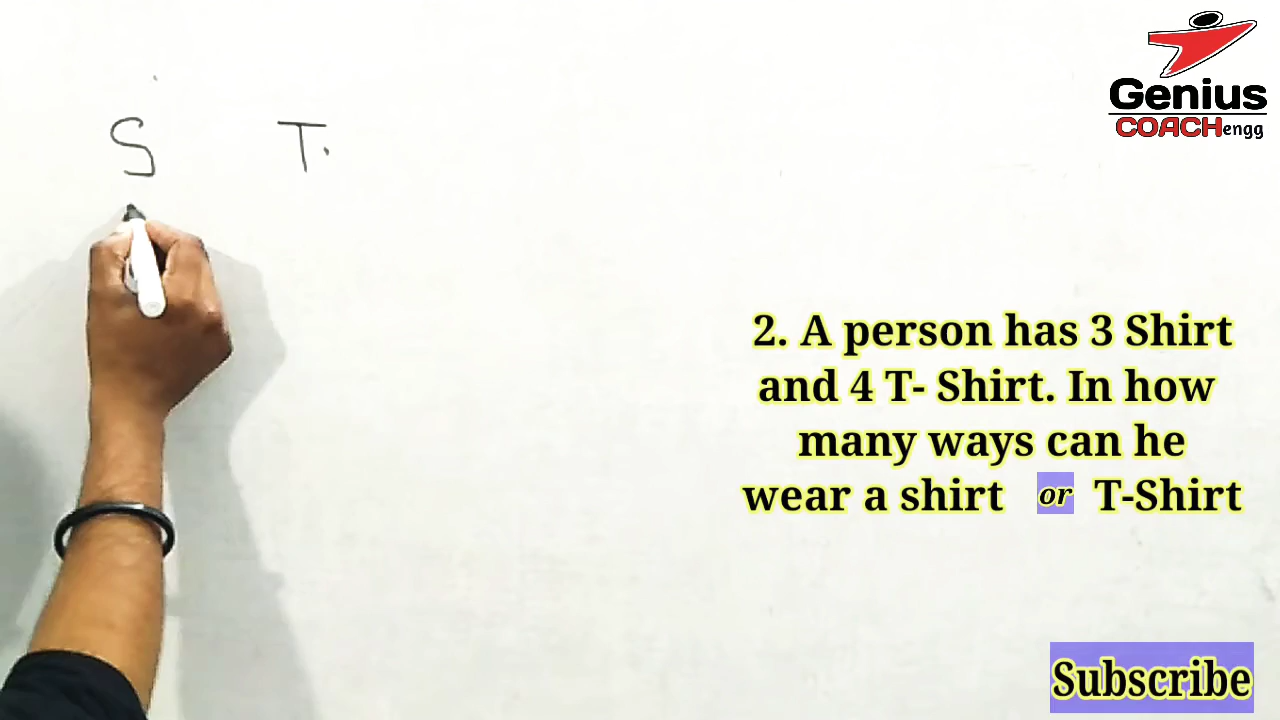 S T.
Genius
COACHengg
2. A person has 3 Shirt
and 4 T- Shirt. In how
many ways can he
wear a shirt or T-Shirt
Subscribe